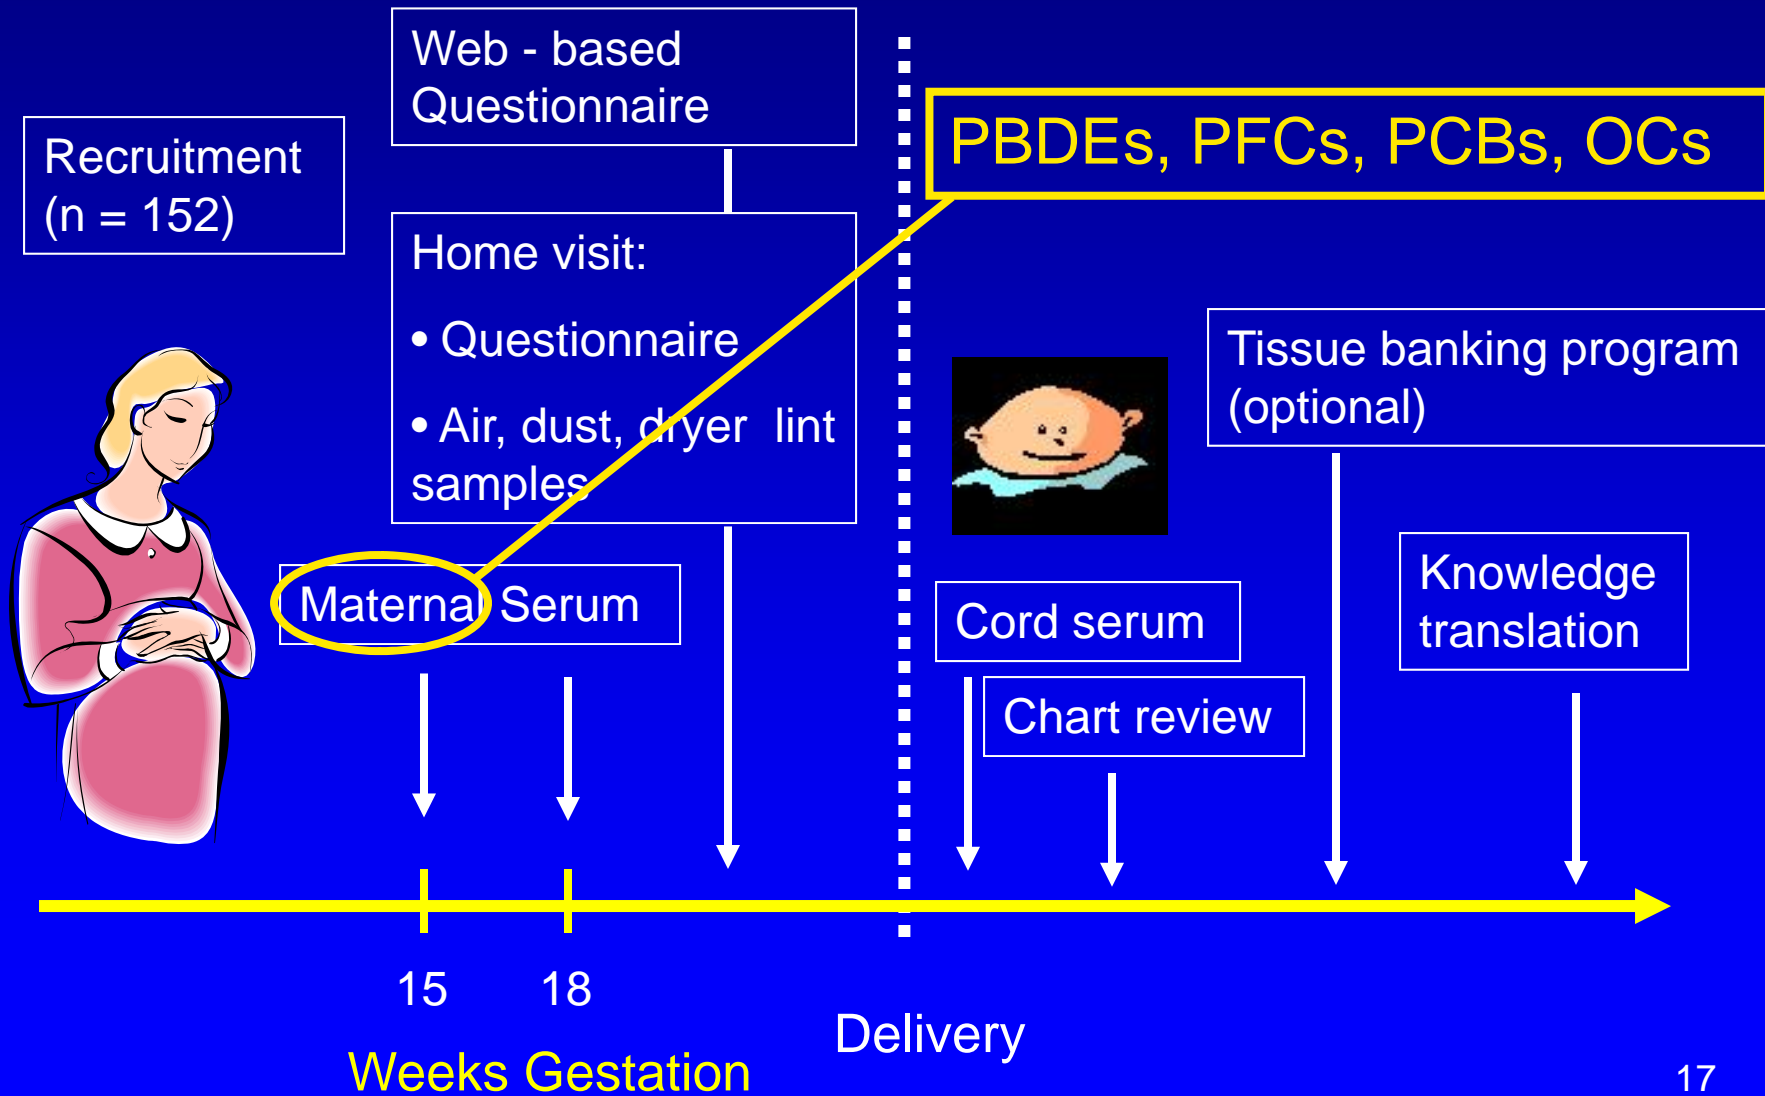 Web - based
Questionnaire
Recruitment
(n = 152)
PBDEs, PFCs, PCBs, OCs
Home visit:
• Questionnaire
• Air, dust, dryer lint
samples
Tissue banking program
(optional)
Maternal Serum
Cord serum
Knowledge
translation
Chart review
15 18
Delivery
Weeks Gestation
17